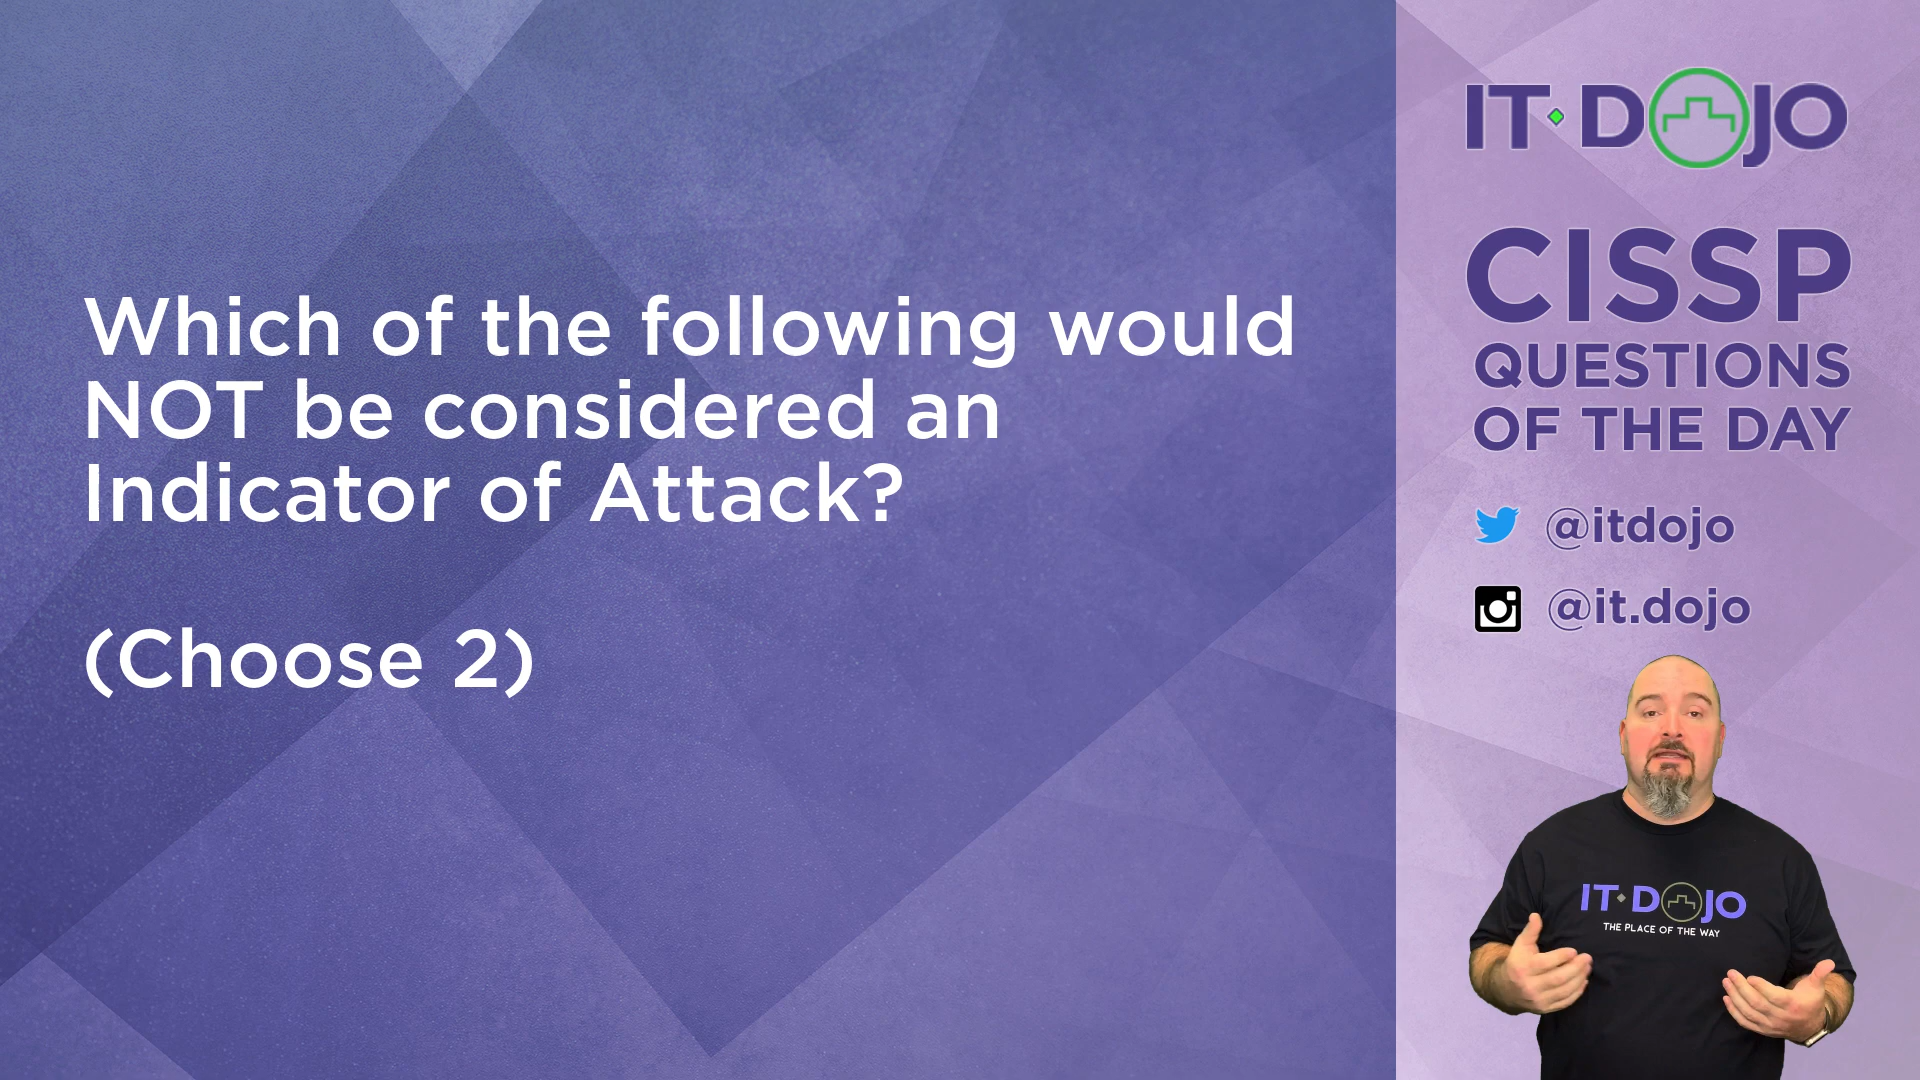 Which of the following would
NOT be considered an
Indicator of Attack?
(Choose 2)
IT DOJO
CISSP
QUESTIONS
OF THE DAY
@itdojo
@it.dojo
IT DOJO
THE PLACE OF THE WAY